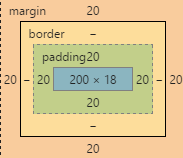 margin 20
border –
padding20
20 – 20 200 × 18 20 – 20
20
–
20